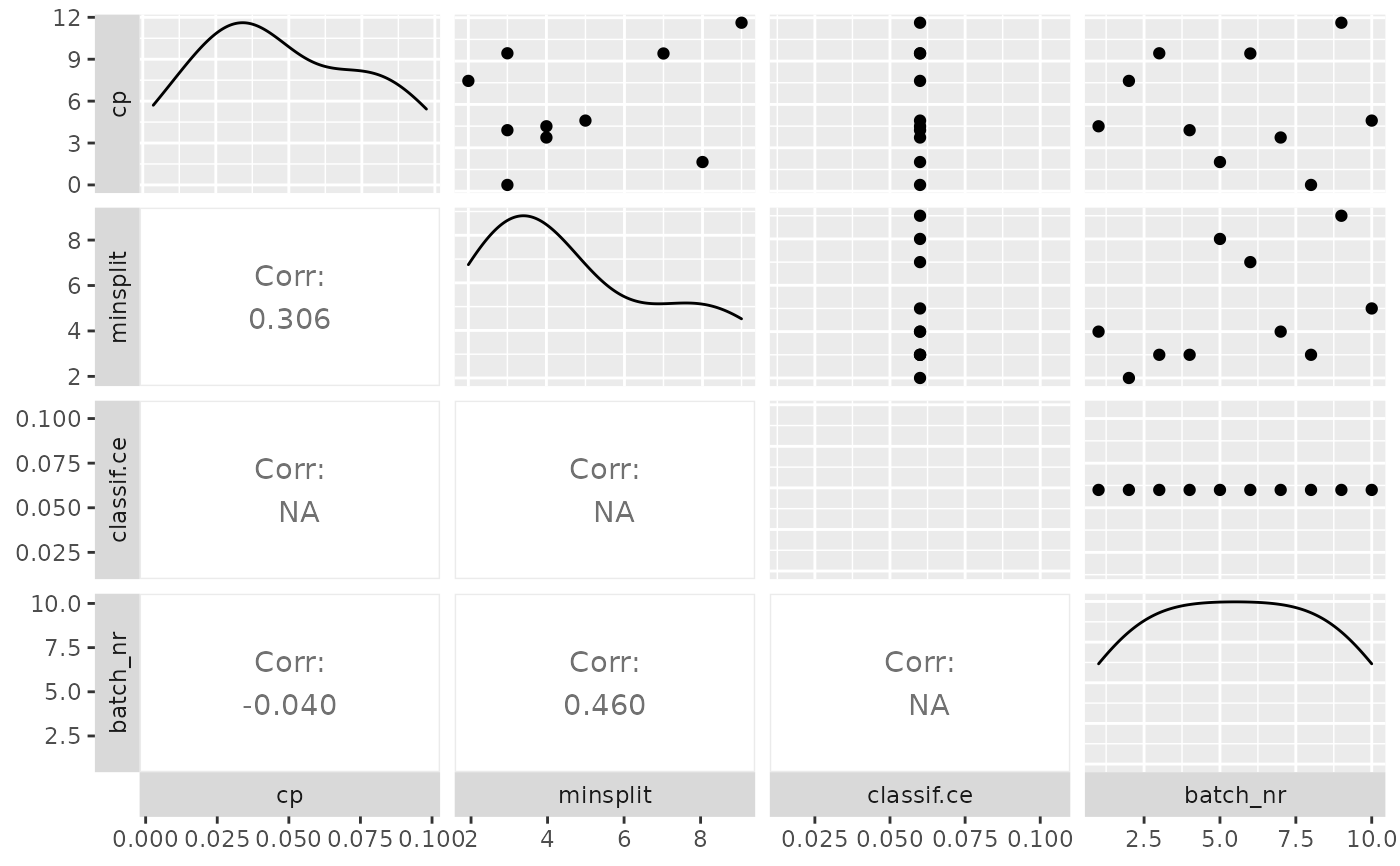 12
9
6
3
0
cp
8
6
4
2
minsplit
Corr:
0.306
0.100
0.075
0.050
0.025
classif.ce
Corr:
NA
Corr:
NA
10.0
7.5
5.0
2.5
batch_nr
Corr:
-0.040
Corr:
0.460
Corr:
NA
cp minsplit classif.ce batch_nr
0.000 0.025 0.050 0.075 0.100 2 4 6 8 0.025 0.050 0.075 0.100 2.5 5.0 7.5 10.0